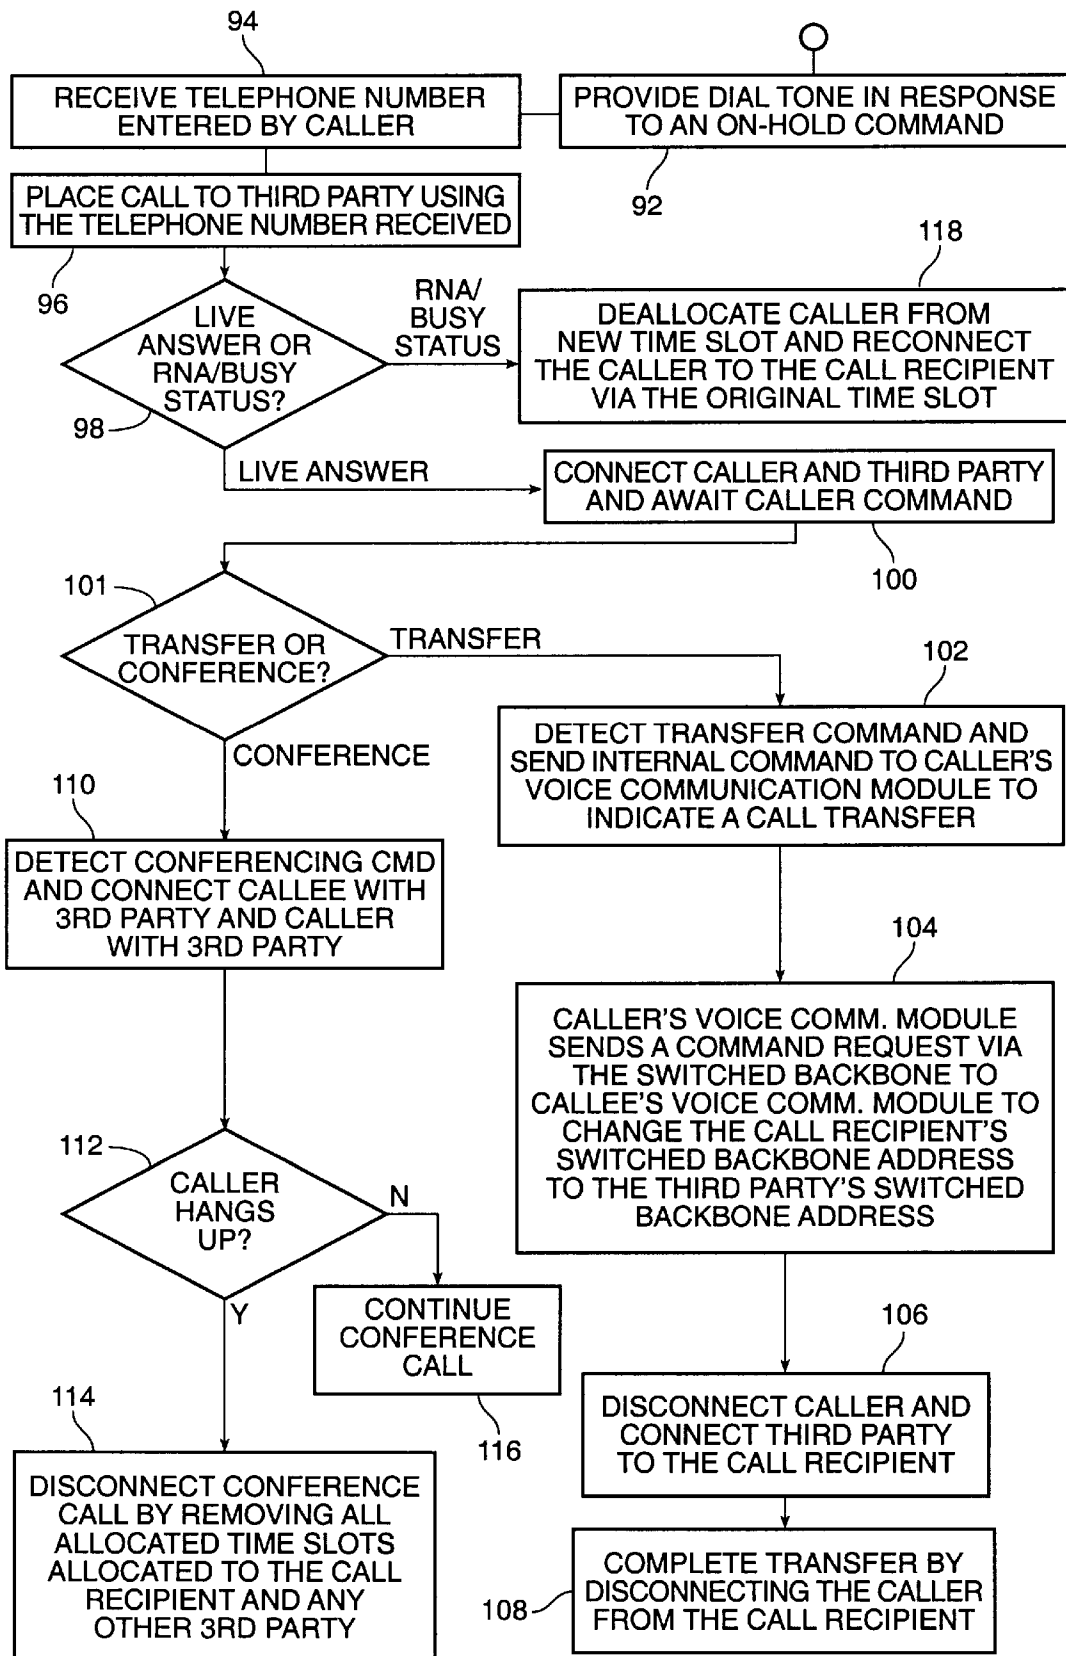 94
RECEIVE TELEPHONE NUMBER
ENTERED BY CALLER
PROVIDE DIAL TONE IN RESPONSE
TO AN ON-HOLD COMMAND
92
PLACE CALL TO THIRD PARTY USING
THE TELEPHONE NUMBER RECEIVED
96
LIVE
ANSWER OR
RNA/BUSY
STATUS?
98
RNA/
BUSY
STATUS
118
DEALLOCATE CALLER FROM
NEW TIME SLOT AND RECONNECT
THE CALLER TO THE CALL RECIPIENT
VIA THE ORIGINAL TIME SLOT
LIVE ANSWER
CONNECT CALLER AND THIRD PARTY
AND AWAIT CALLER COMMAND
100
101
TRANSFER OR
CONFERENCE?
TRANSFER
102
DETECT TRANSFER COMMAND AND
SEND INTERNAL COMMAND TO CALLER'S
VOICE COMMUNICATION MODULE TO
INDICATE A CALL TRANSFER
CONFERENCE
110
DETECT CONFERENCING CMD
AND CONNECT CALLEE WITH
3RD PARTY AND CALLER
WITH 3RD PARTY
104
CALLER'S VOICE COMM. MODULE
SENDS A COMMAND REQUEST VIA
THE SWITCHED BACKBONE TO
CALLEE'S VOICE COMM. MODULE TO
CHANGE THE CALL RECIPIENT'S
SWITCHED BACKBONE ADDRESS
TO THE THIRD PARTY'S SWITCHED
BACKBONE ADDRESS
112
CALLER
HANGS
UP?
N
Y
CONTINUE
CONFERENCE
CALL
116
106
DISCONNECT CALLER AND
CONNECT THIRD PARTY
TO THE CALL RECIPIENT
114
DISCONNECT CONFERENCE
CALL BY REMOVING ALL
ALLOCATED TIME SLOTS
ALLOCATED TO THE CALL
RECIPIENT AND ANY
OTHER 3RD PARTY
108
COMPLETE TRANSFER BY
DISCONNECTING THE CALLER
FROM THE CALL RECIPIENT